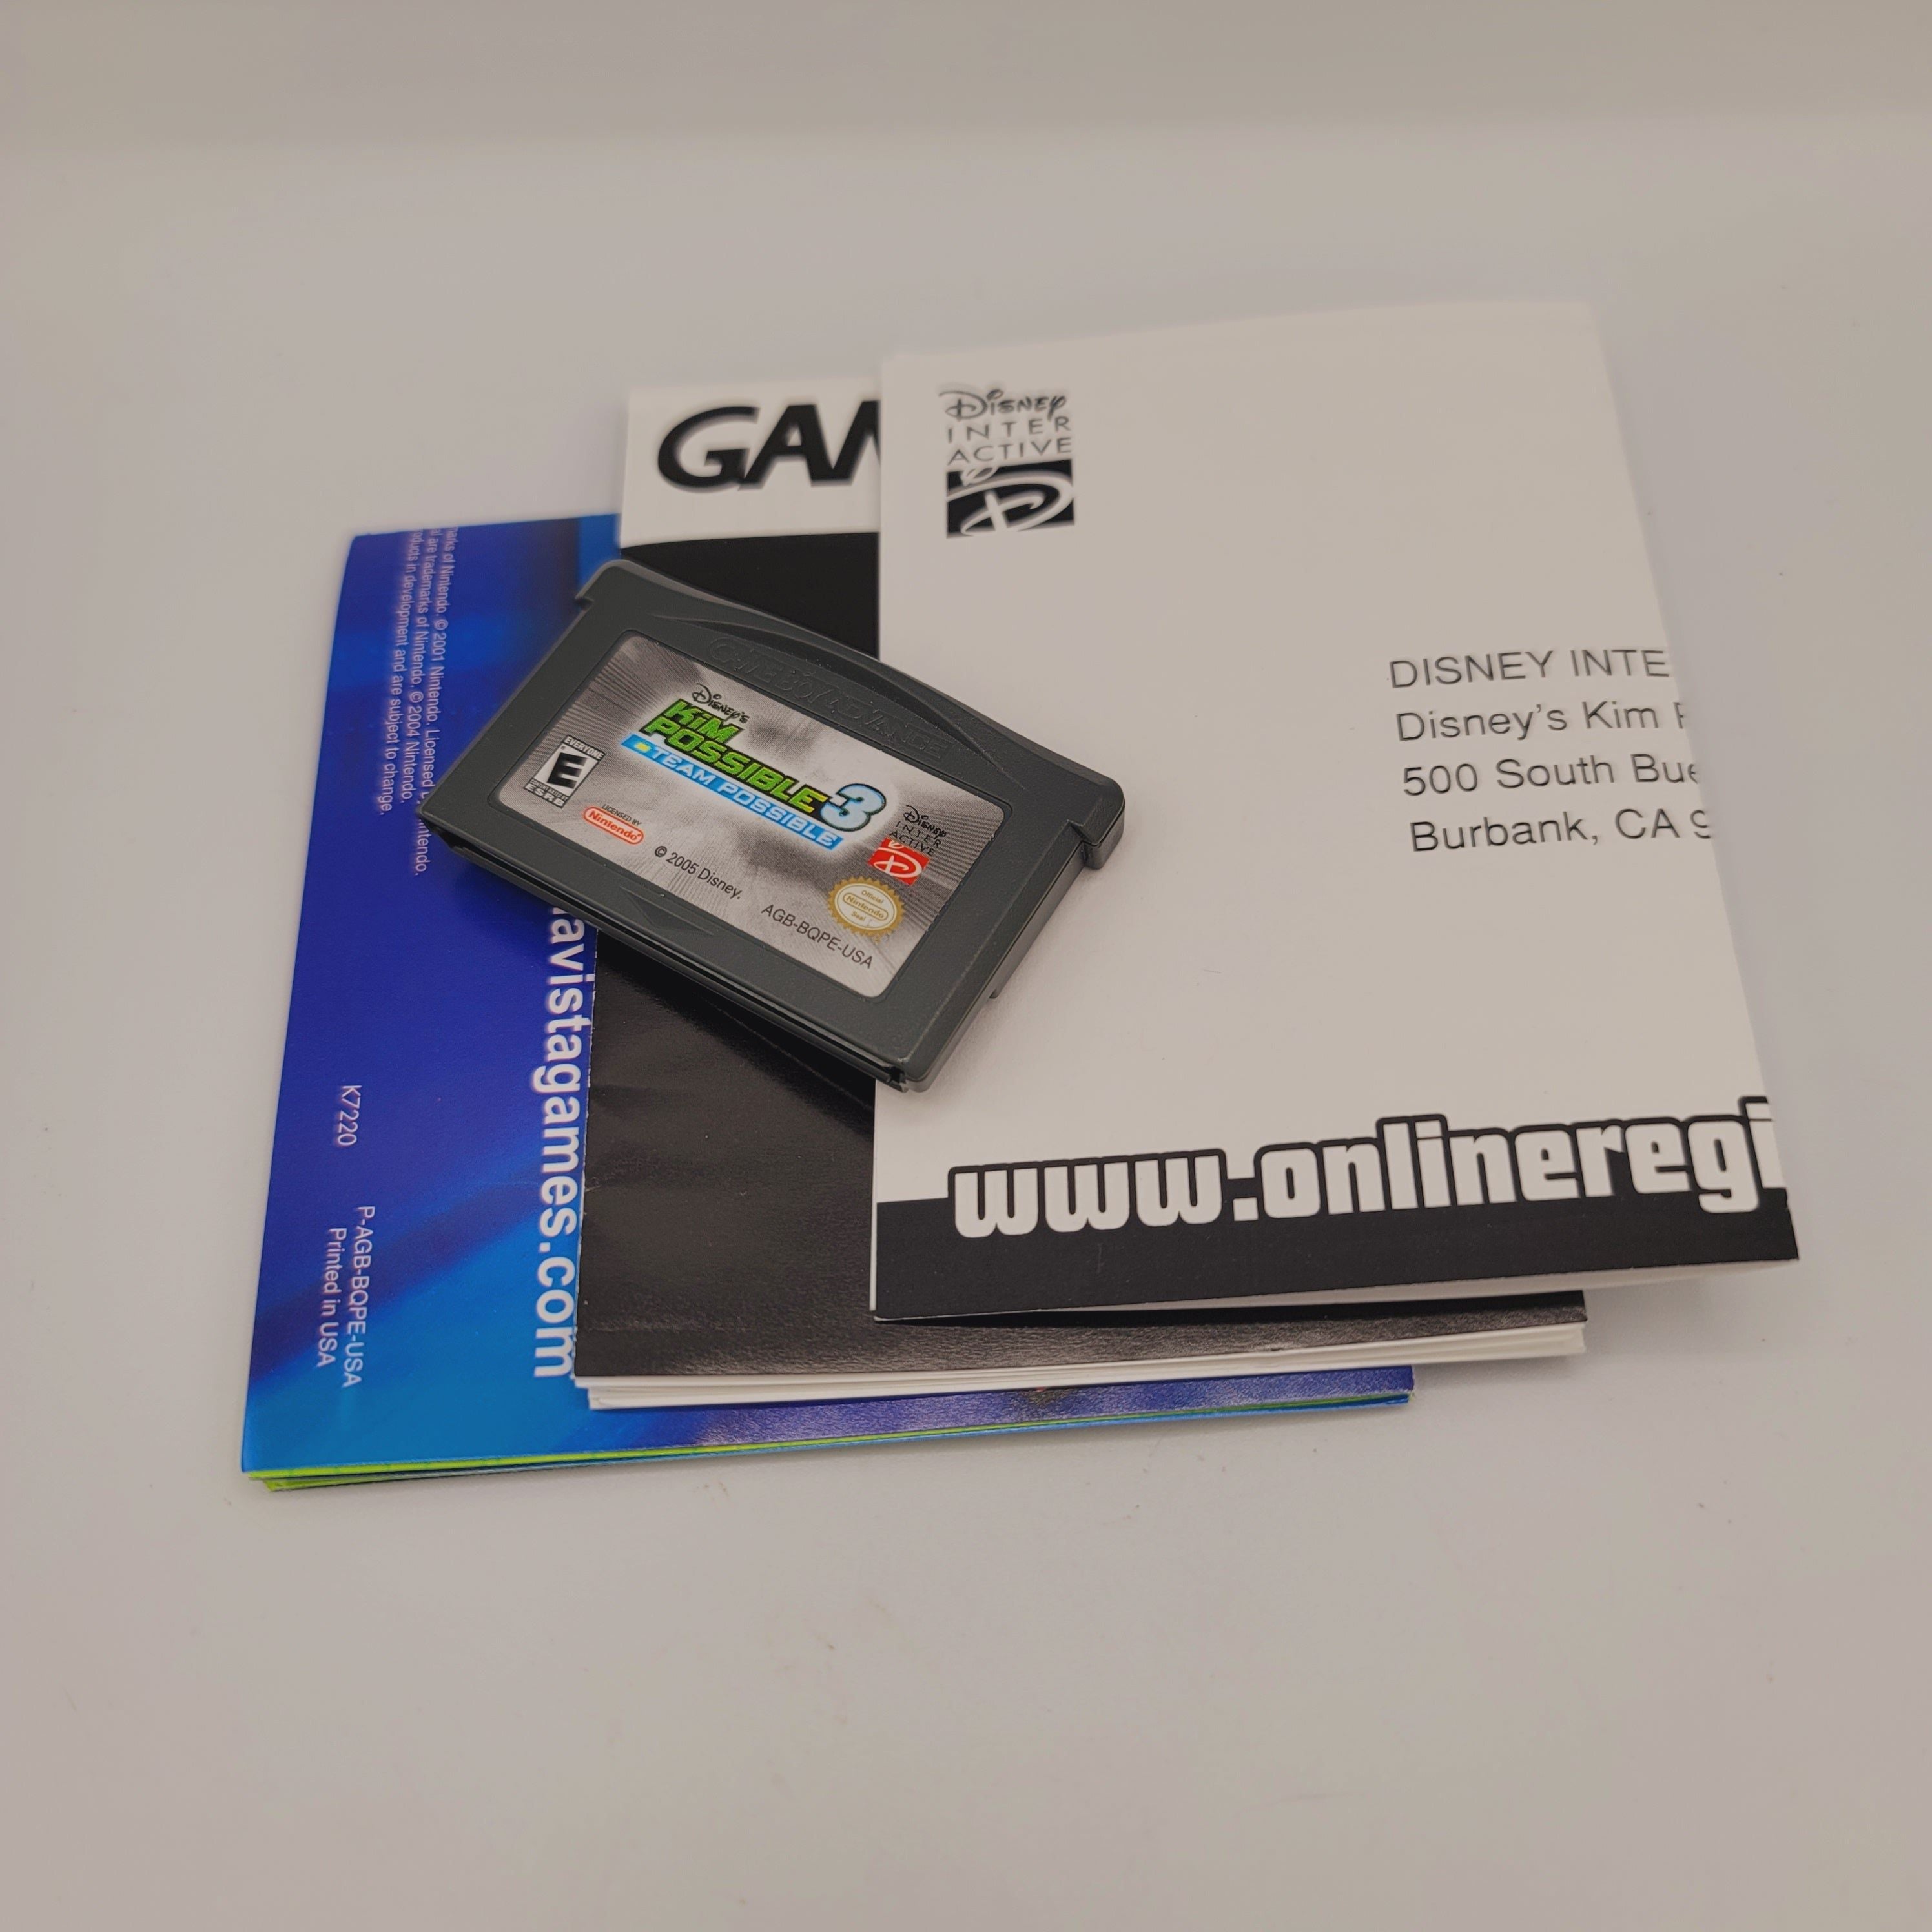 GAM
DISNEY
INTER
ACTIVE
DISNEY INTE
Disney's Kim P
500 South Bue
Burbank, CA 9
www.onlineregi
GAME BOY ADVANCE
DISNEY'S
KIM
POSSIBLE 3
TEAM POSSIBLE
EVERYONE
E
ESRB
LICENSED BY
Nintendo
© 2005 Disney.
AGB-BQPE-USA
DISNEY
INTER
ACTIVE
Official
Nintendo
Seal
arks of Nintendo. © 2001 Nintendo. Licensed by Nintendo.
are trademarks of Nintendo. © 2004 Nintendo.
oducts in development and are subject to change.
avistagames.com
K7220
P-AGB-BQPE-USA
Printed in USA